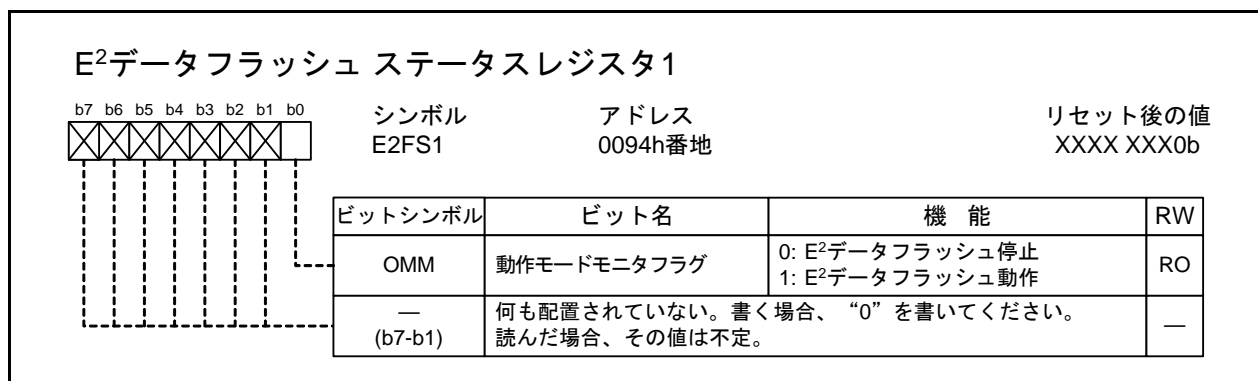 E²データフラッシュ ステータスレジスタ1
b7 b6 b5 b4 b3 b2 b1 b0
シンボル アドレス リセット後の値
E2FS1 0094h番地 XXXX XXX0b
ビットシンボル ビット名 機 能 RW
OMM 動作モードモニタフラグ 0: E²データフラッシュ停止 RO
1: E²データフラッシュ動作
— 何も配置されていない。書く場合、“0”を書いてください。 —
(b7-b1) 読んだ場合、その値は不定。